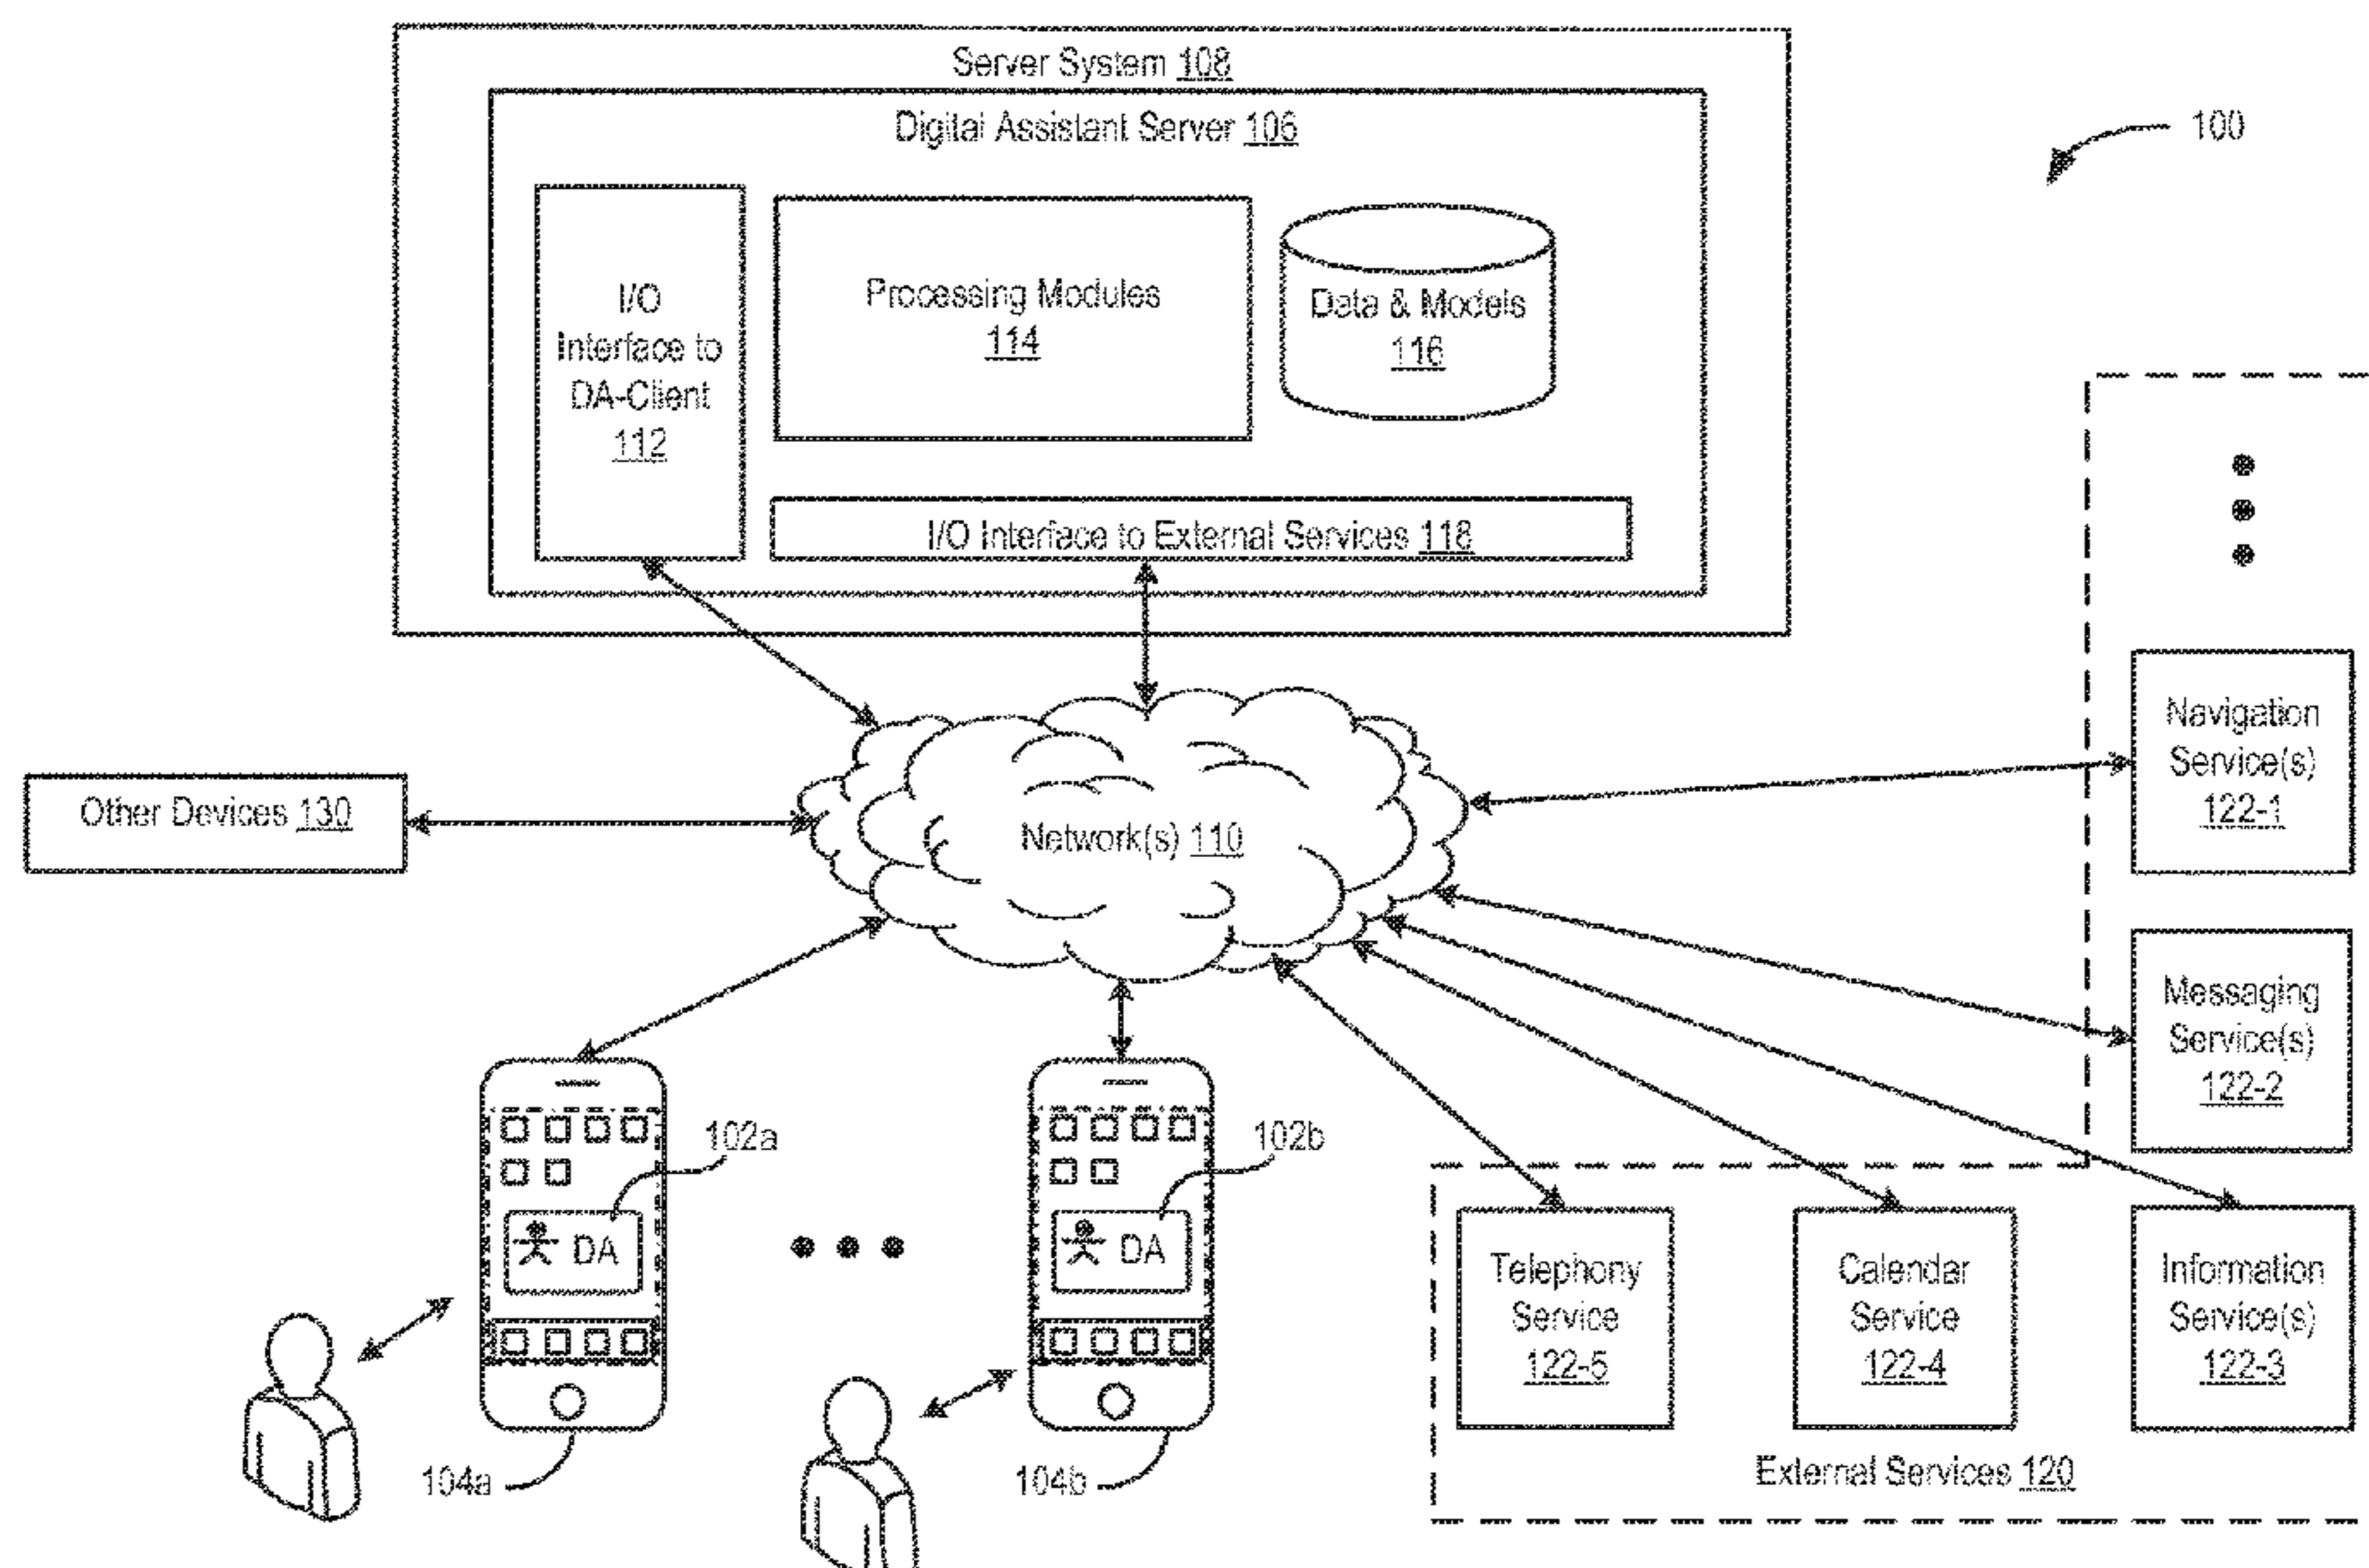 Server System 108
Digital Assistant Server 106
100
I/O
Interface to
DA-Client
112
Processing Modules
114
Data & Models
116
I/O Interface to External Services 118
Navigation
Service(s)
122-1
Other Devices 130
Network(s) 110
Messaging
Service(s)
122-2
102a
102b
DA
DA
Telephony
Service
122-5
Calendar
Service
122-4
Information
Service(s)
122-3
104a
104b
External Services 120